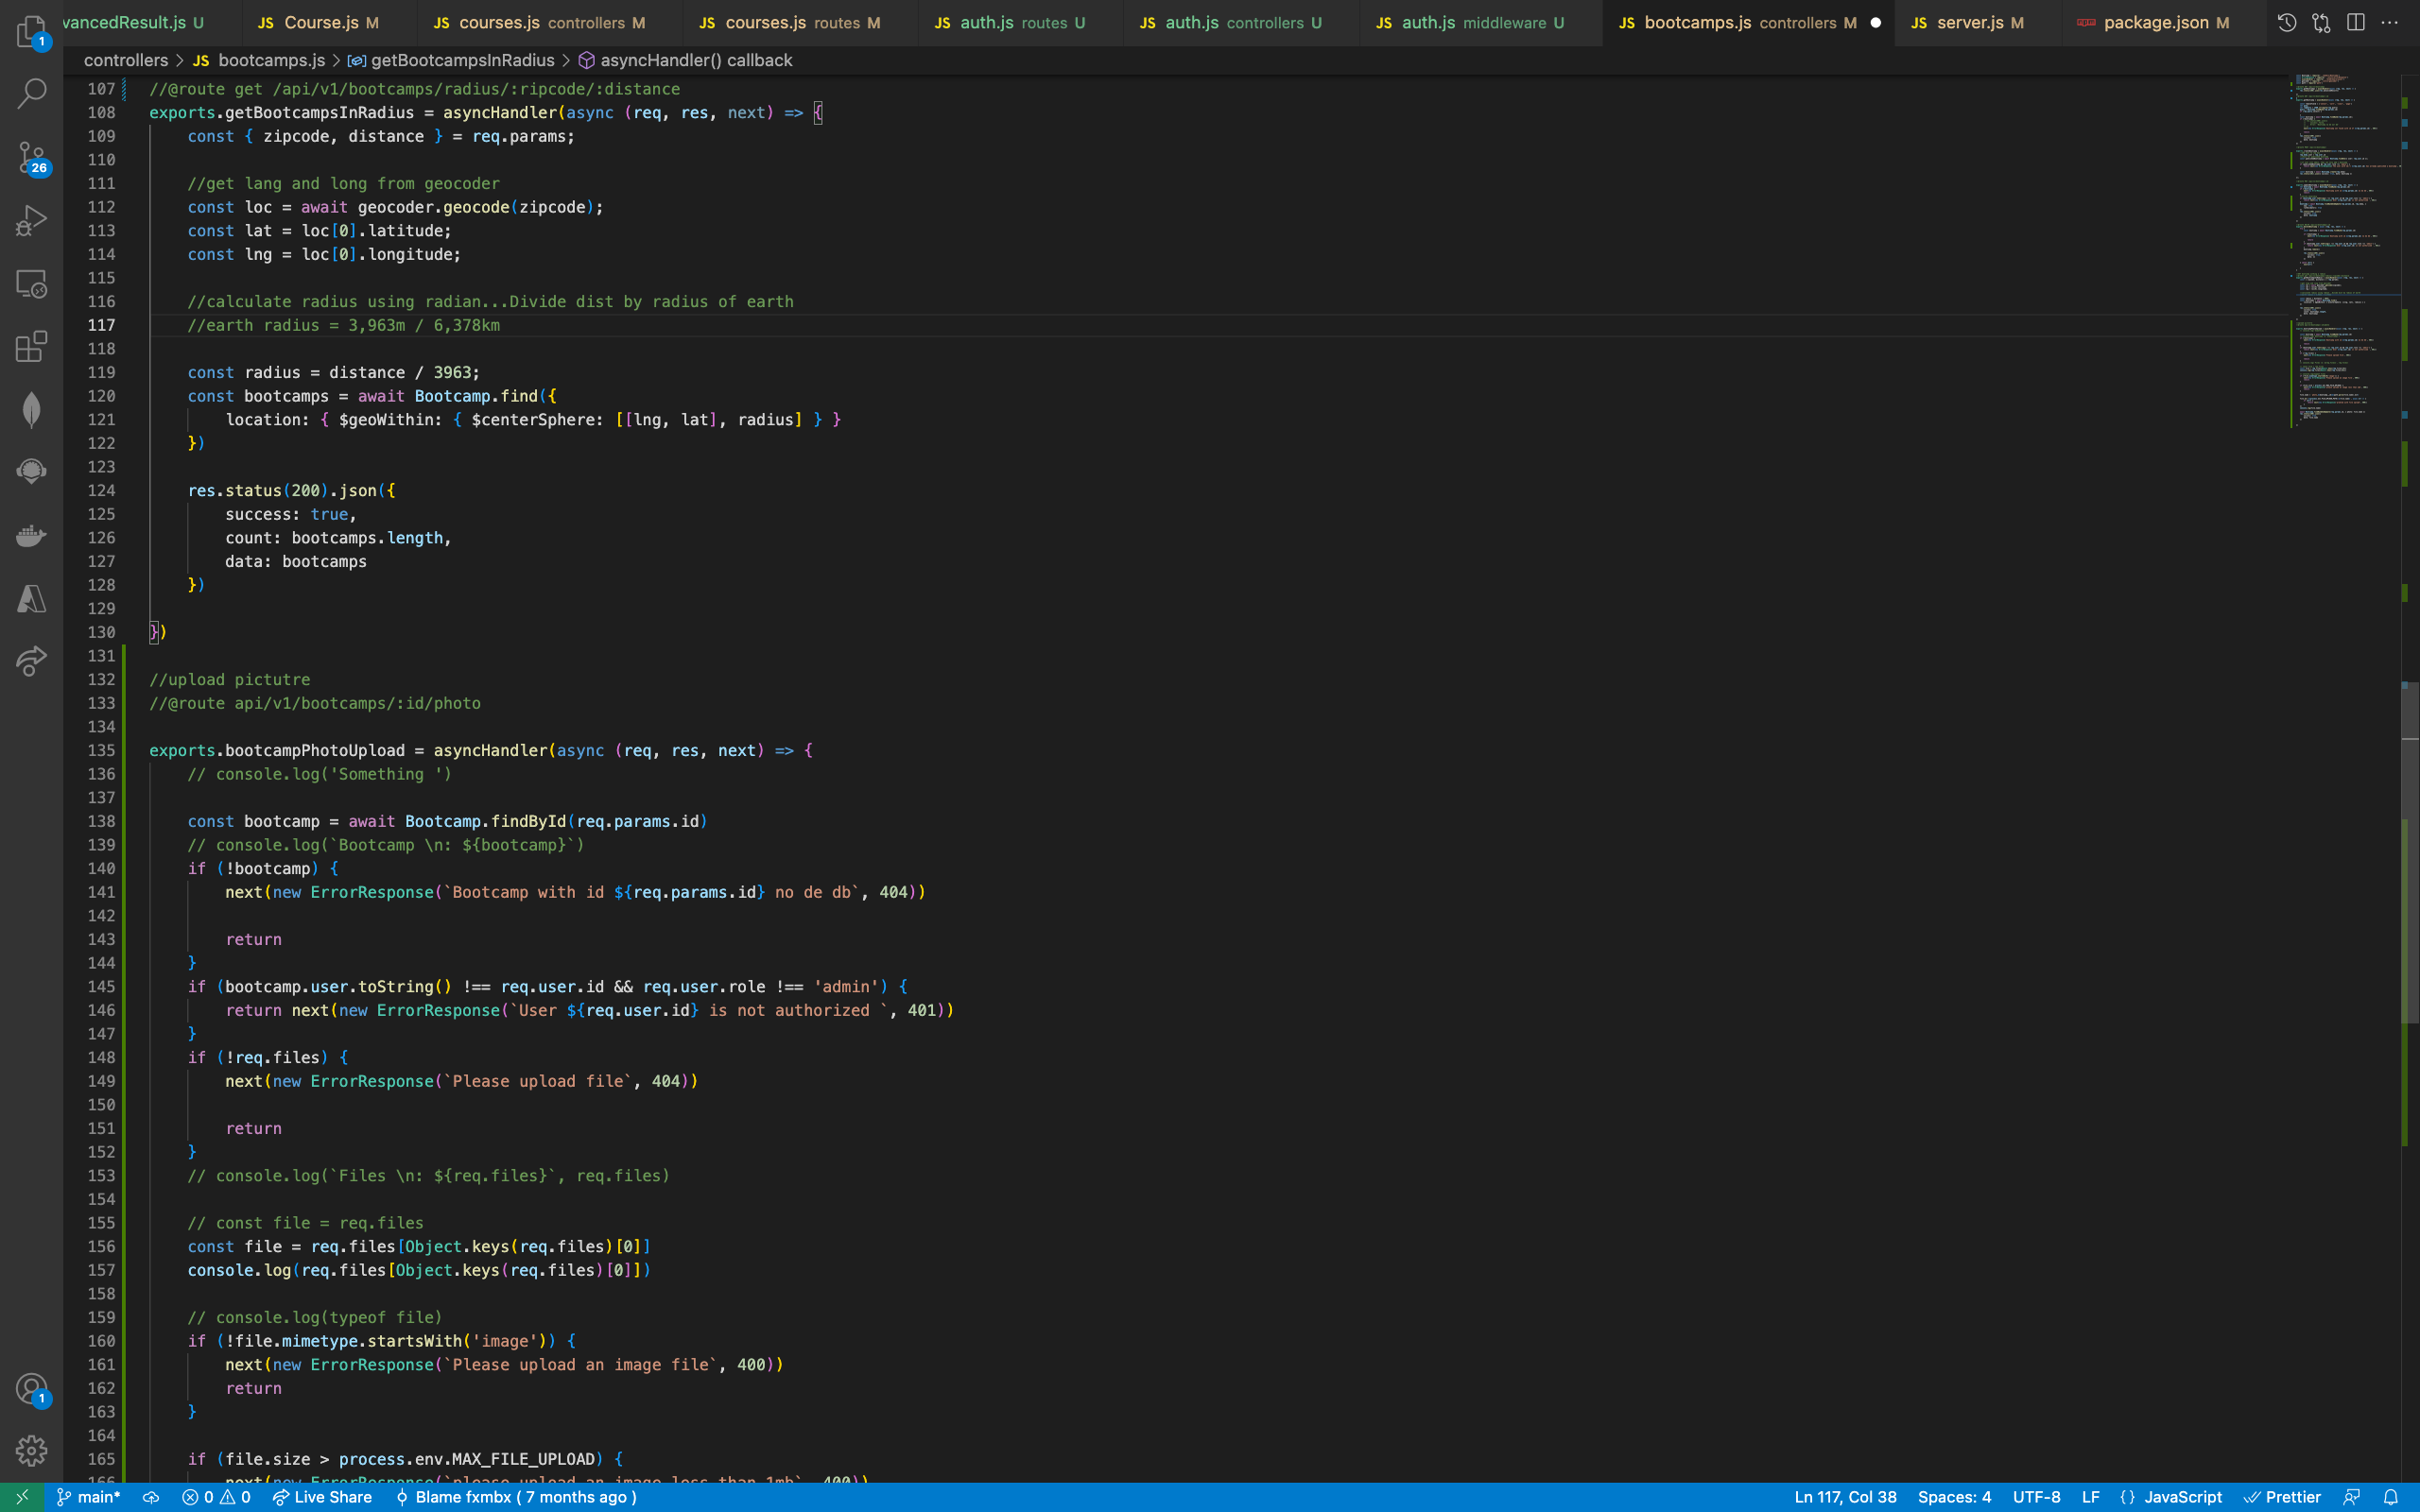 vancedResult.js U JS Course.js M JS courses.js controllers M JS courses.js routes M JS auth.js routes U JS auth.js controllers U JS auth.js middleware U JS bootcamps.js controllers M JS server.js M package.json M
controllers > JS bootcamps.js > getBootcampsInRadius > asyncHandler() callback
107 //@route get /api/v1/bootcamps/radius/:ripcode/:distance
108 exports.getBootcampsInRadius = asyncHandler(async (req, res, next) => {
109 const { zipcode, distance } = req.params;
110
111 //get lang and long from geocoder
112 const loc = await geocoder.geocode(zipcode);
113 const lat = loc[0].latitude;
114 const lng = loc[0].longitude;
115
116 //calculate radius using radian...Divide dist by radius of earth
117 //earth radius = 3,963m / 6,378km
118
119 const radius = distance / 3963;
120 const bootcamps = await Bootcamp.find({
121 location: { $geoWithin: { $centerSphere: [[lng, lat], radius] } }
122 })
123
124 res.status(200).json({
125 success: true,
126 count: bootcamps.length,
127 data: bootcamps
128 })
129
130 })
131
132 //upload pictutre
133 //@route api/v1/bootcamps/:id/photo
134
135 exports.bootcampPhotoUpload = asyncHandler(async (req, res, next) => {
136 // console.log('Something ')
137
138 const bootcamp = await Bootcamp.findById(req.params.id)
139 // console.log(`Bootcamp \n: ${bootcamp}`)
140 if (!bootcamp) {
141 next(new ErrorResponse(`Bootcamp with id ${req.params.id} no de db`, 404))
142
143 return
144 }
145 if (bootcamp.user.toString() !== req.user.id && req.user.role !== 'admin') {
146 return next(new ErrorResponse(`User ${req.user.id} is not authorized `, 401))
147 }
148 if (!req.files) {
149 next(new ErrorResponse(`Please upload file`, 404))
150
151 return
152 }
153 // console.log(`Files \n: ${req.files}`, req.files)
154
155 // const file = req.files
156 const file = req.files[Object.keys(req.files)[0]]
157 console.log(req.files[Object.keys(req.files)[0]])
158
159 // console.log(typeof file)
160 if (!file.mimetype.startsWith('image')) {
161 next(new ErrorResponse(`Please upload an image file`, 400))
162 return
163 }
164
165 if (file.size > process.env.MAX_FILE_UPLOAD) {
166 next(new ErrorResponse(`please upload an image less than 1mb`, 400))
1
26
1
main* 0 0 Live Share Blame fxmbx ( 7 months ago ) Ln 117, Col 38 Spaces: 4 UTF-8 LF {} JavaScript Prettier